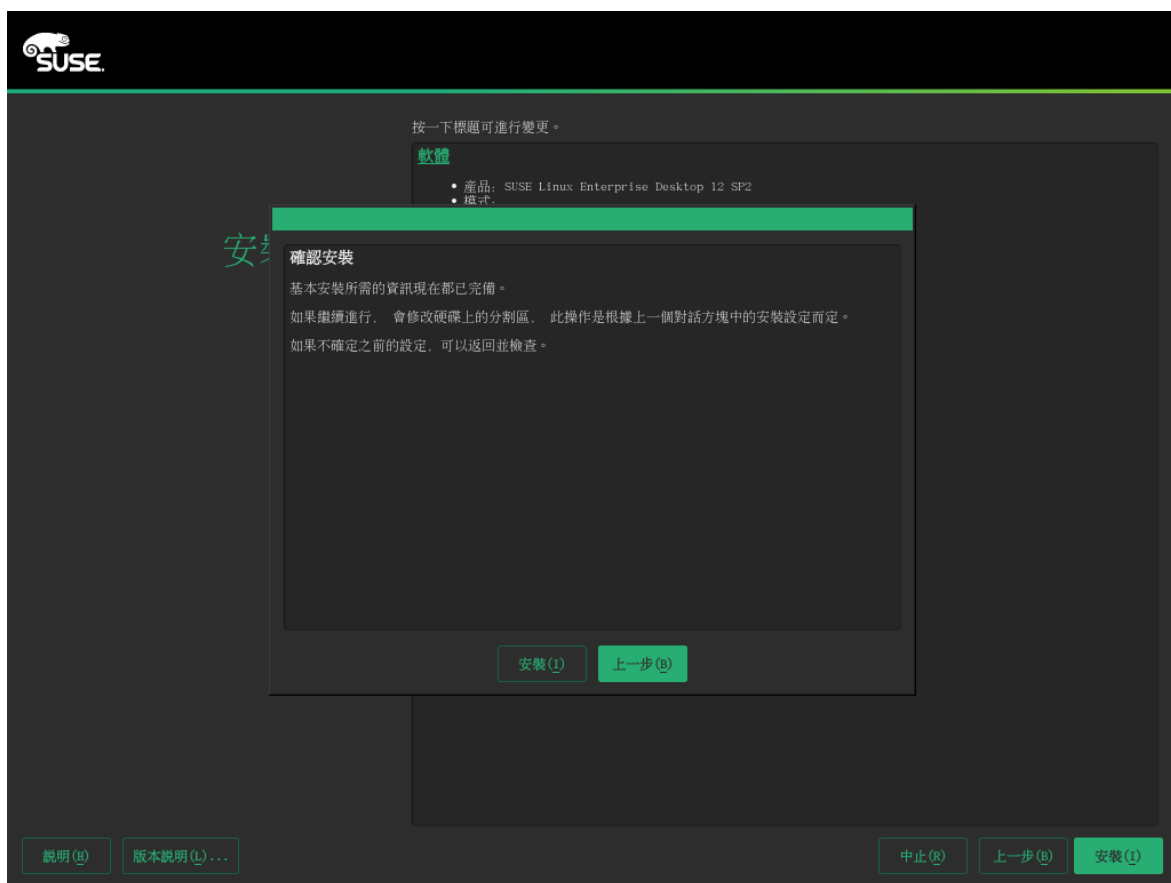 SUSE.
按一下標題可進行變更。
軟體
• 產品: SUSE Linux Enterprise Desktop 12 SP2
• 模式:
安裝
確認安裝
基本安裝所需的資訊現在都已完備。
如果繼續進行, 會修改硬碟上的分割區, 此操作是根據上一個對話方塊中的安裝設定而定。
如果不確定之前的設定, 可以返回並檢查。
安裝(I) 上一步(B)
說明(H) 版本說明(L)... 中止(R) 上一步(B) 安裝(I)